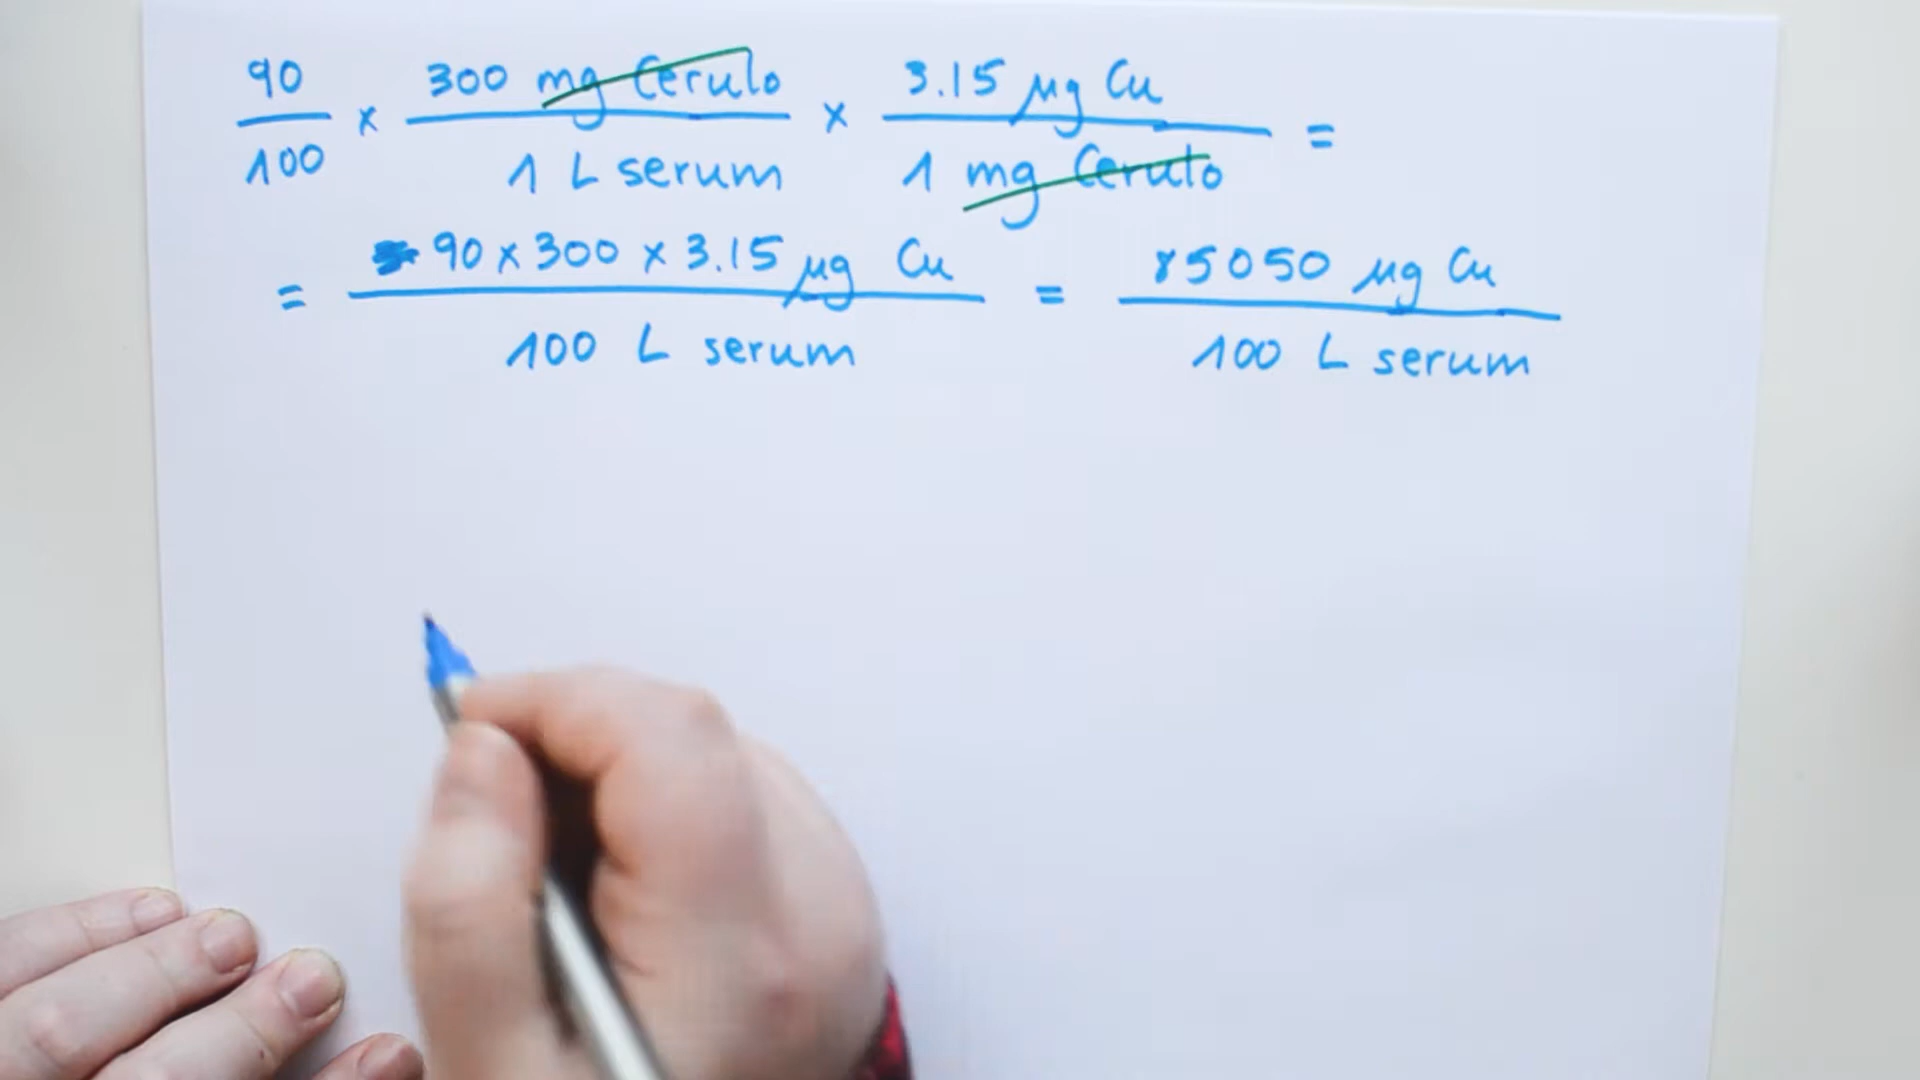 90/100 x 300 mg Cerulo/1 L serum x 3.15 µg Cu/1 mg Cerulo =
= 90 x 300 x 3.15 µg Cu/100 L serum = 85050 µg Cu/100 L serum